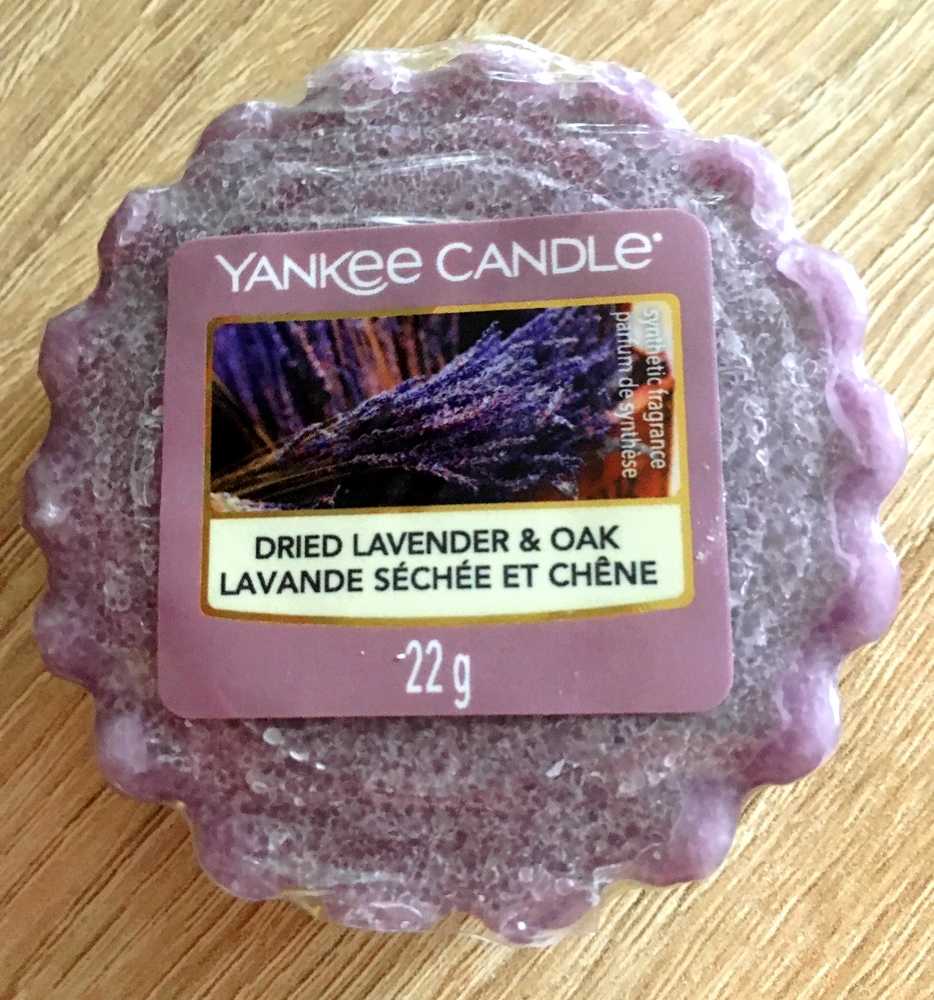 YANKEE CANDLE
synthetic fragrance
parfum de synthèse
DRIED LAVENDER & OAK
LAVANDE SÉCHÉE ET CHÊNE
22 g